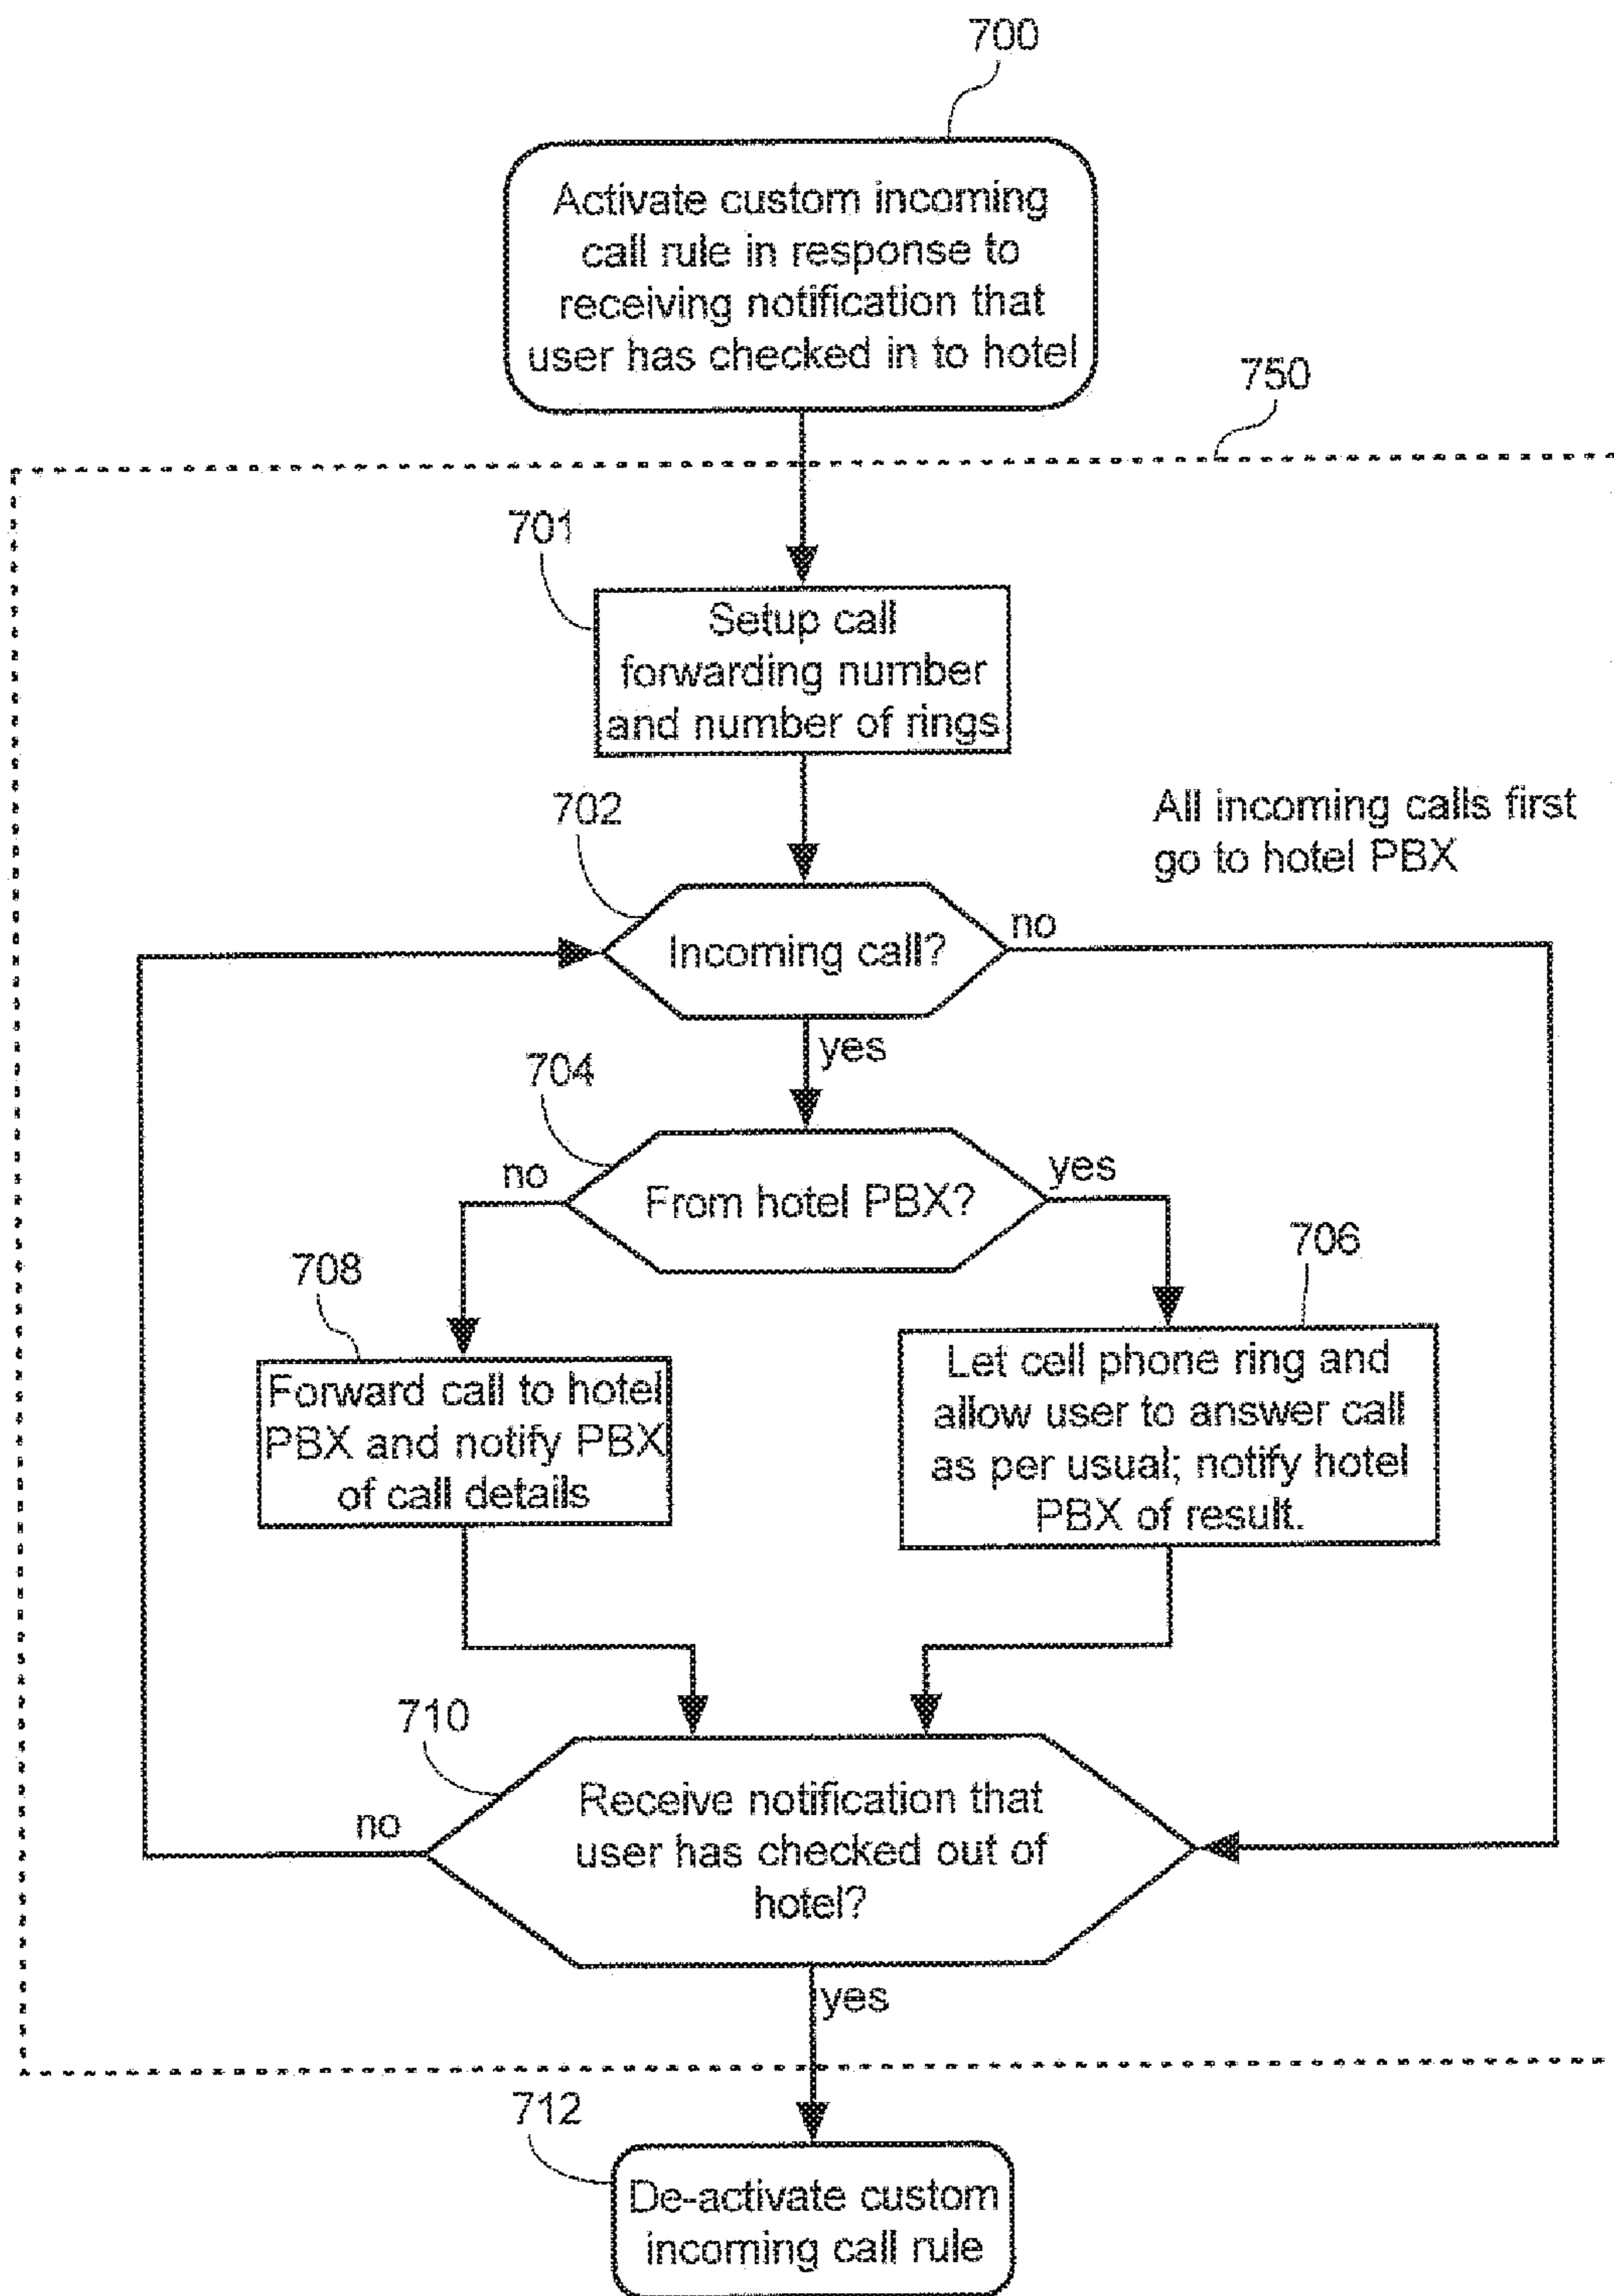 700
Activate custom incoming
call rule in response to
receiving notification that
user has checked in to hotel
750
701
Setup call
forwarding number
and number of rings
702
All incoming calls first
go to hotel PBX
Incoming call?
no
yes
704
no
From hotel PBX?
yes
708
706
Forward call to hotel
PBX and notify PBX
of call details
Let cell phone ring and
allow user to answer call
as per usual; notify hotel
PBX of result.
710
no
Receive notification that
user has checked out of
hotel?
yes
712
De-activate custom
incoming call rule